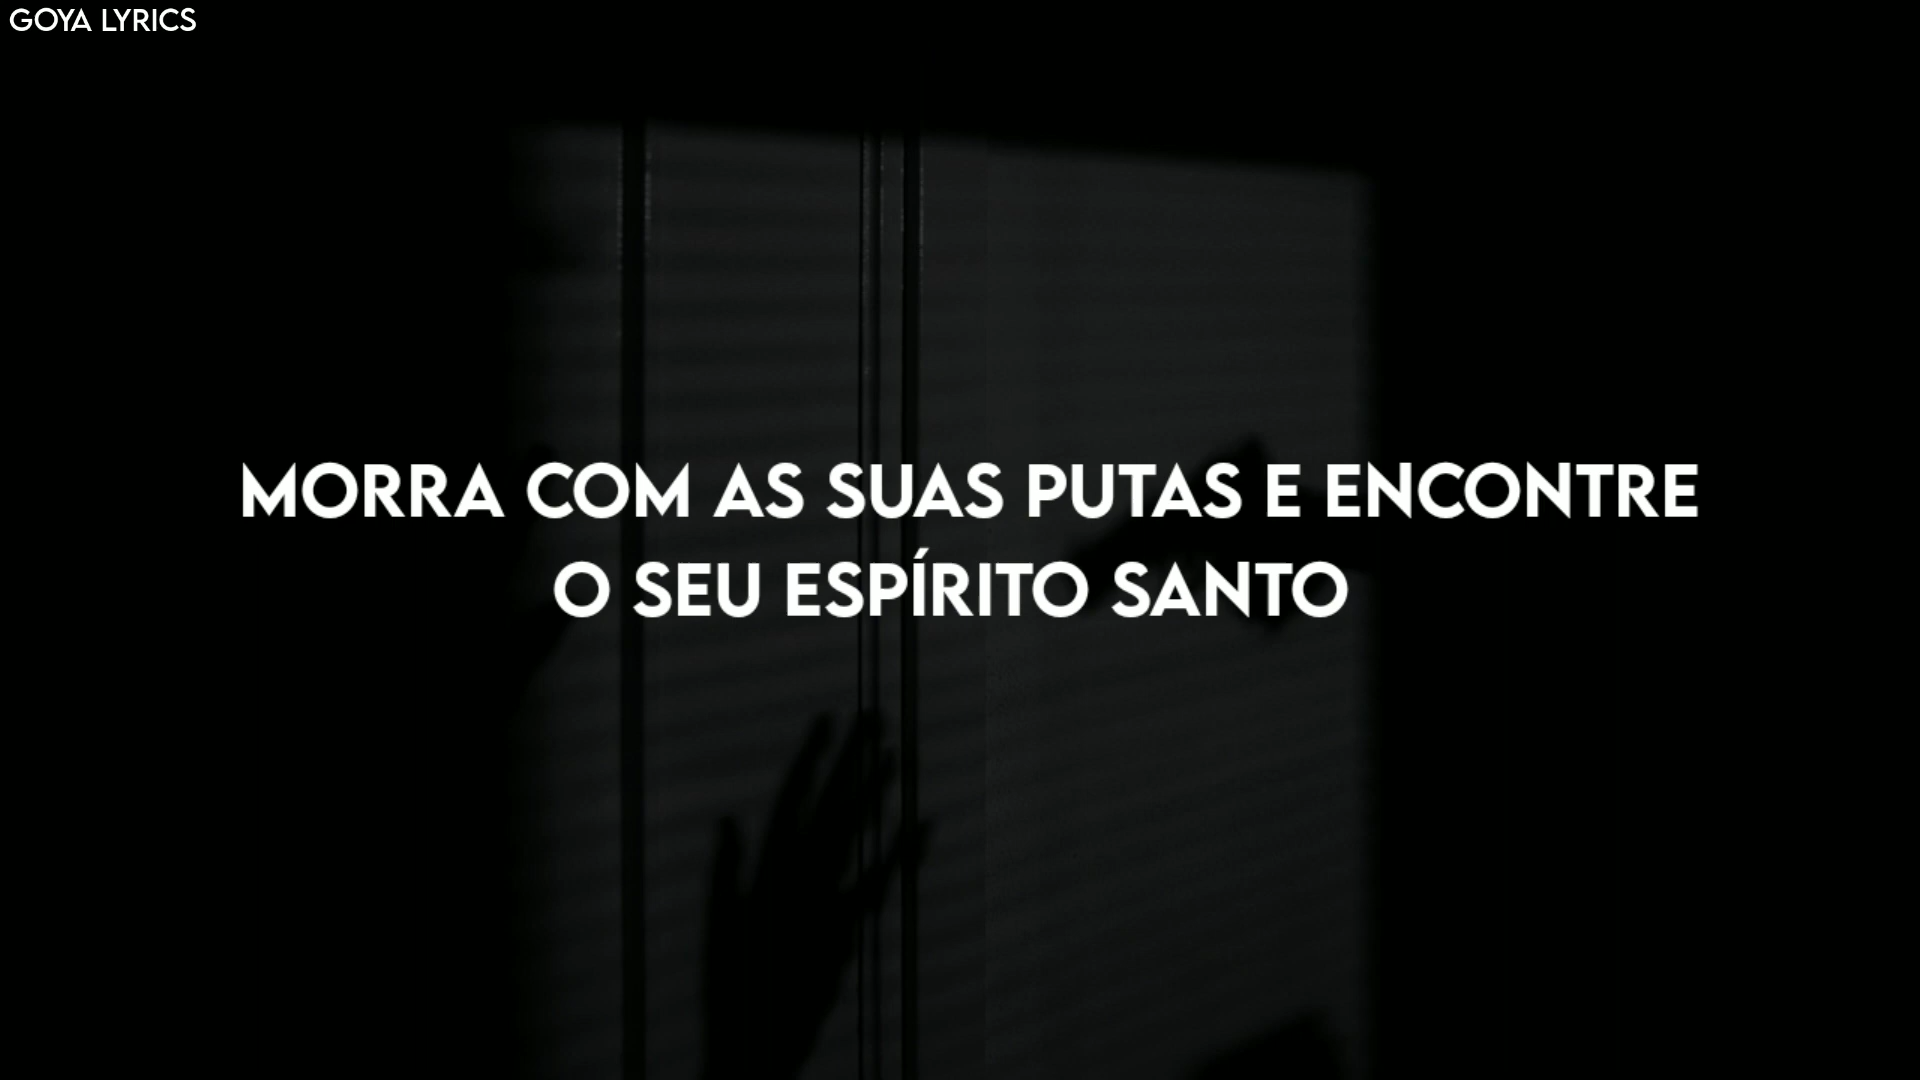 GOYA LYRICS
MORRA COM AS SUAS PUTAS E ENCONTRE
O SEU ESPÍRITO SANTO